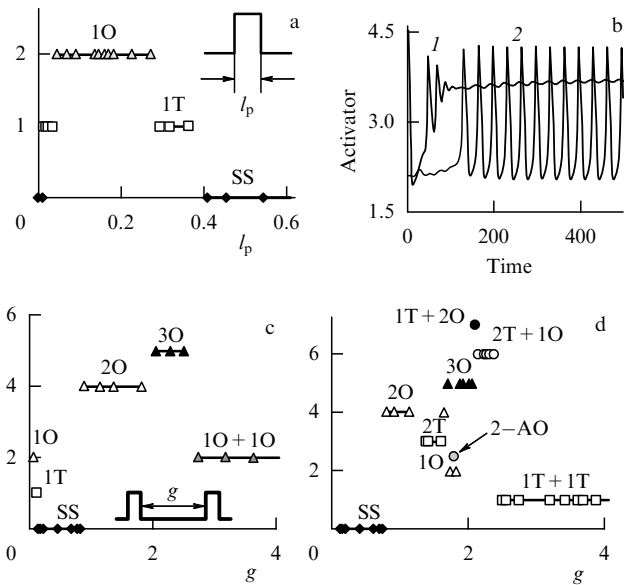 a
2
1O
1
1T
SS
l_p
0
0.2
0.4
0.6
l_p
b
4.5
3.0
1.5
1
2
Activator
0
200
400
Time
c
6
4
2
0
3O
2O
1O
1T
1O + 1O
SS
g
2
4
g
d
6
4
2
0
1T + 2O
2T + 1O
3O
2O
2T
2–AO
1O
1T + 1T
SS
2
4
g